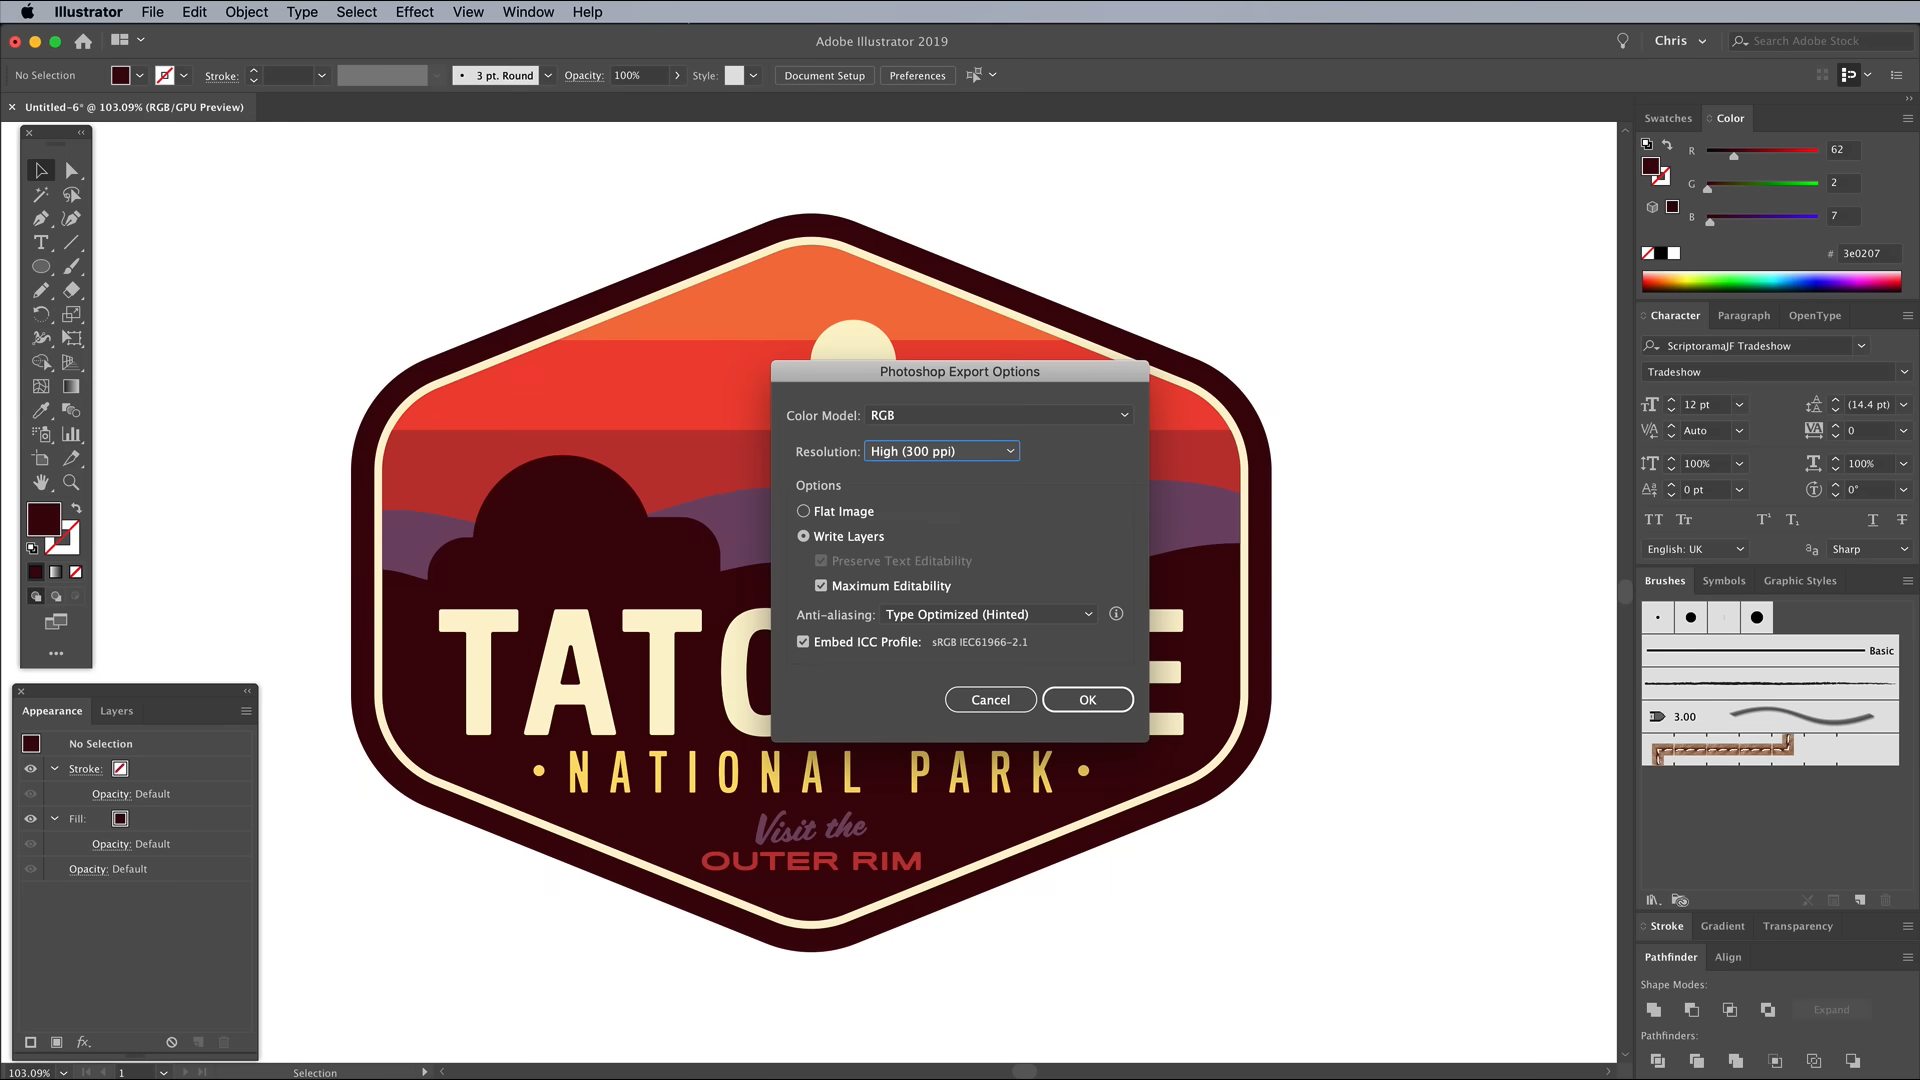 Illustrator File Edit Object Type Select Effect View Window Help
Adobe Illustrator 2019
Chris
Search Adobe Stock
No Selection
Stroke:
3 pt. Round
Opacity: 100%
Style:
Document Setup
Preferences
Untitled-6* @ 103.09% (RGB/GPU Preview)
Swatches
Color
R 62
G 2
B 7
# 3e0207
Character
Paragraph
OpenType
ScriptoramaJF Tradeshow
Tradeshow
12 pt
(14.4 pt)
Auto
0
100%
100%
0 pt
0°
English: UK
Sharp
Brushes
Symbols
Graphic Styles
Basic
3.00
Stroke
Gradient
Transparency
Pathfinder
Align
Shape Modes:
Expand
Pathfinders:
Photoshop Export Options
Color Model: RGB
Resolution: High (300 ppi)
Options
Flat Image
Write Layers
Preserve Text Editability
Maximum Editability
Anti-aliasing: Type Optimized (Hinted)
Embed ICC Profile: sRGB IEC61966-2.1
Cancel
OK
NATIONAL PARK
Visit the
OUTER RIM
Appearance
Layers
No Selection
Stroke:
Opacity: Default
Fill:
Opacity: Default
Opacity: Default
fx.
103.09%
1
Selection